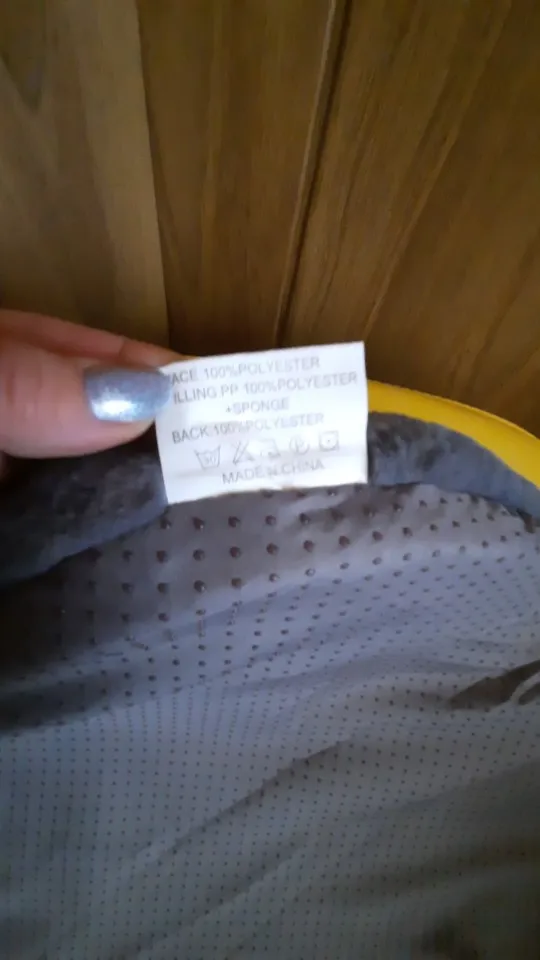 ACE 100%POLYESTER
ILLING PP 100%POLYESTER
+SPONGE
BACK:100%POLYESTER
MADE IN CHINA